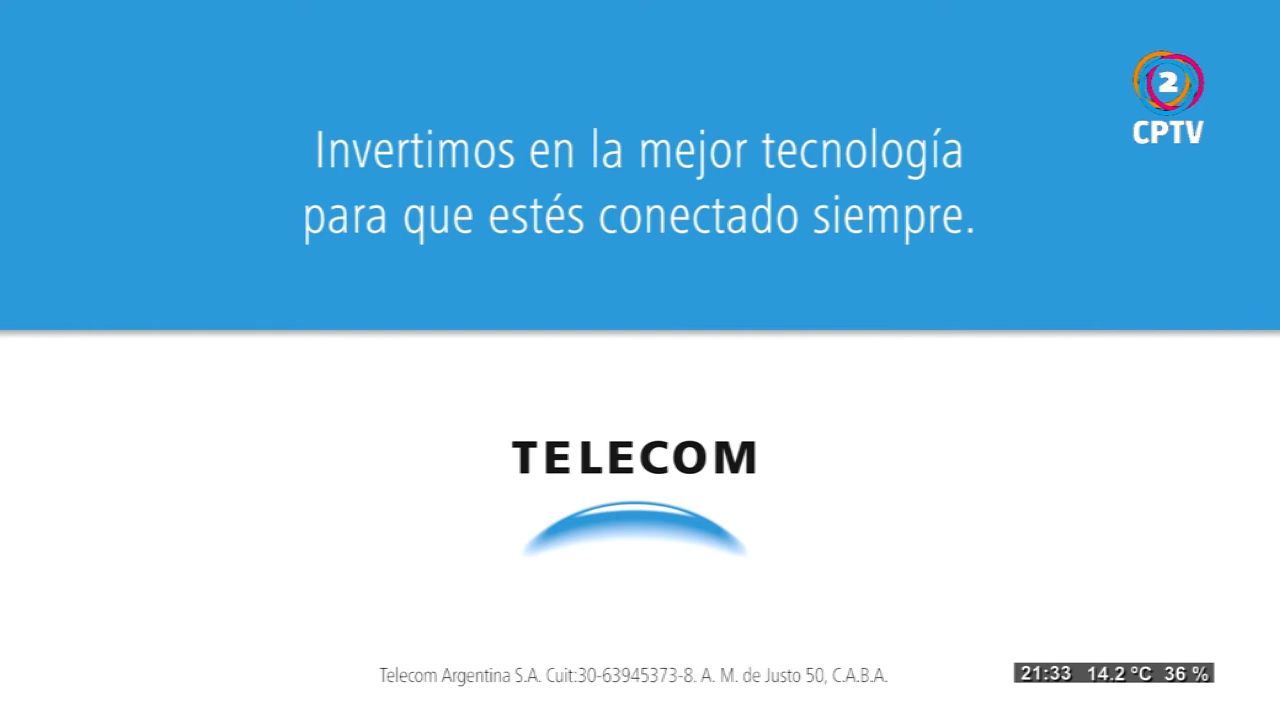 2
CPTV
Invertimos en la mejor tecnología
para que estés conectado siempre.
TELECOM
Telecom Argentina S.A. Cuit:30-63945373-8. A. M. de Justo 50, C.A.B.A.
21:33 14.2 ºC 36 %